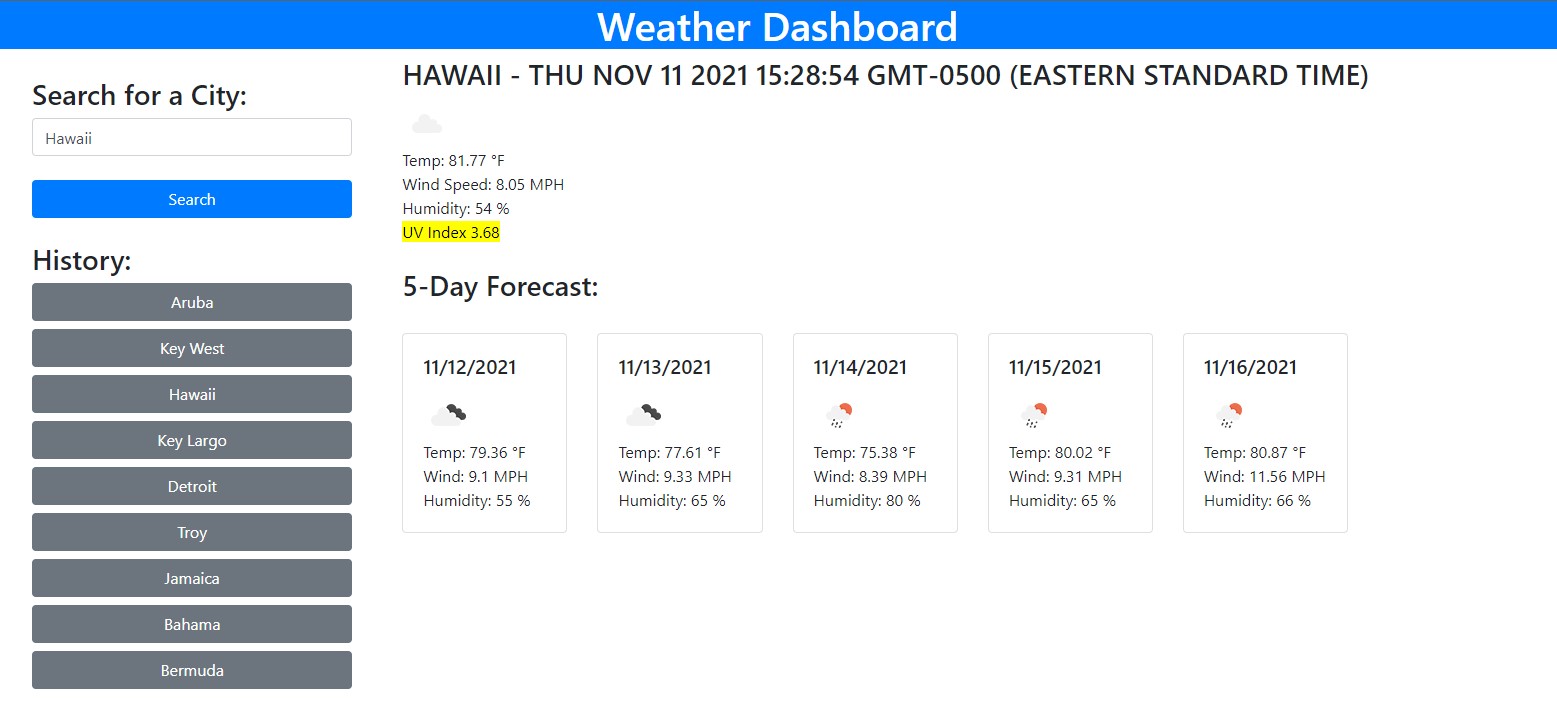 Weather Dashboard
Search for a City:
Hawaii
Search
History:
Aruba
Key West
Hawaii
Key Largo
Detroit
Troy
Jamaica
Bahama
Bermuda
HAWAII - THU NOV 11 2021 15:28:54 GMT-0500 (EASTERN STANDARD TIME)
Temp: 81.77 °F
Wind Speed: 8.05 MPH
Humidity: 54 %
UV Index 3.68
5-Day Forecast:
11/12/2021
Temp: 79.36 °F
Wind: 9.1 MPH
Humidity: 55 %
11/13/2021
Temp: 77.61 °F
Wind: 9.33 MPH
Humidity: 65 %
11/14/2021
Temp: 75.38 °F
Wind: 8.39 MPH
Humidity: 80 %
11/15/2021
Temp: 80.02 °F
Wind: 9.31 MPH
Humidity: 65 %
11/16/2021
Temp: 80.87 °F
Wind: 11.56 MPH
Humidity: 66 %